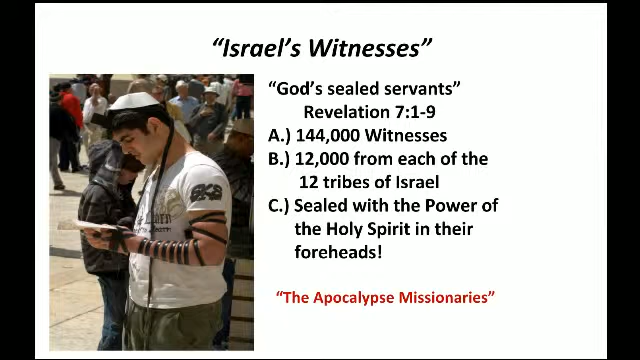 “Israel’s Witnesses”
“God’s sealed servants”
Revelation 7:1-9
A.) 144,000 Witnesses
B.) 12,000 from each of the
12 tribes of Israel
C.) Sealed with the Power of
the Holy Spirit in their
foreheads!
“The Apocalypse Missionaries”